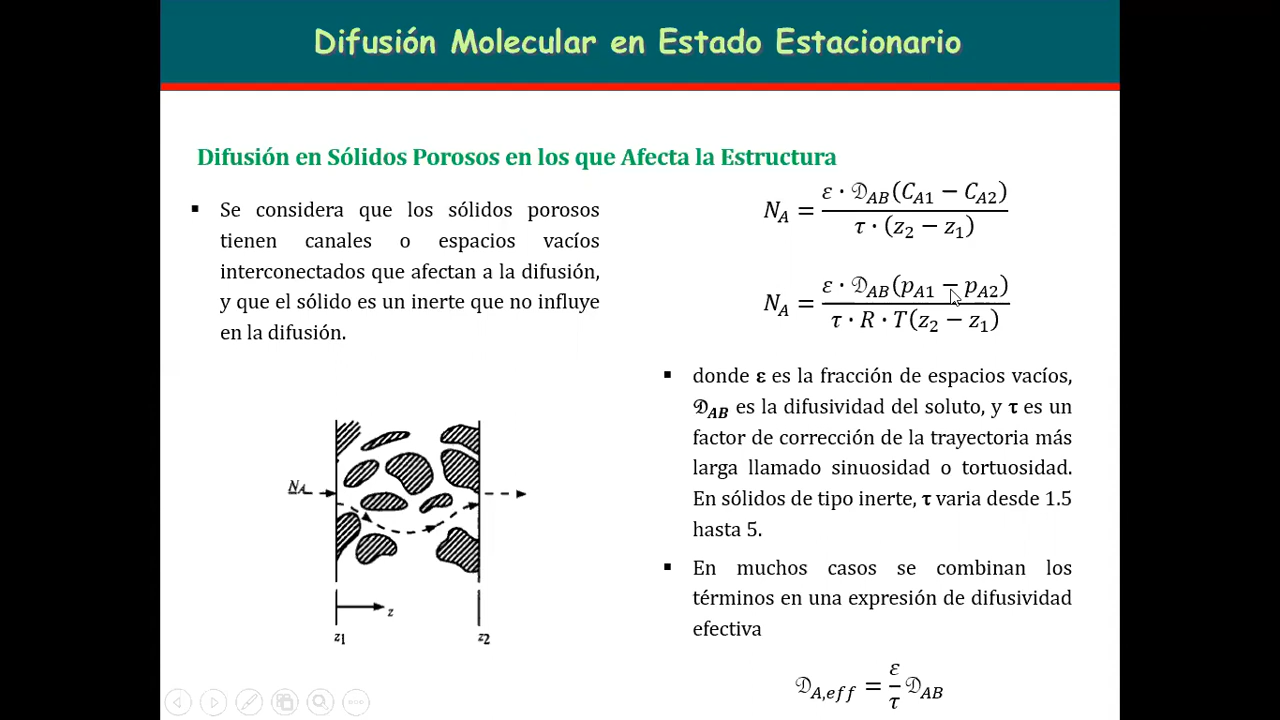 Difusión Molecular en Estado Estacionario
Difusión en Sólidos Porosos en los que Afecta la Estructura
▪ Se considera que los sólidos porosos
tienen canales o espacios vacíos
interconectados que afectan a la difusión,
y que el sólido es un inerte que no influye
en la difusión.
N_A
z
z1
z2
N_A = ε · 𝒟_AB(C_A1 − C_A2) / τ · (z_2 − z_1)
N_A = ε · 𝒟_AB(p_A1 − p_A2) / τ · R · T(z_2 − z_1)
▪ donde ε es la fracción de espacios vacíos,
𝒟_AB es la difusividad del soluto, y τ es un
factor de corrección de la trayectoria más
larga llamado sinuosidad o tortuosidad.
En sólidos de tipo inerte, τ varia desde 1.5
hasta 5.
▪ En muchos casos se combinan los
términos en una expresión de difusividad
efectiva
𝒟_A,eff = ε/τ 𝒟_AB